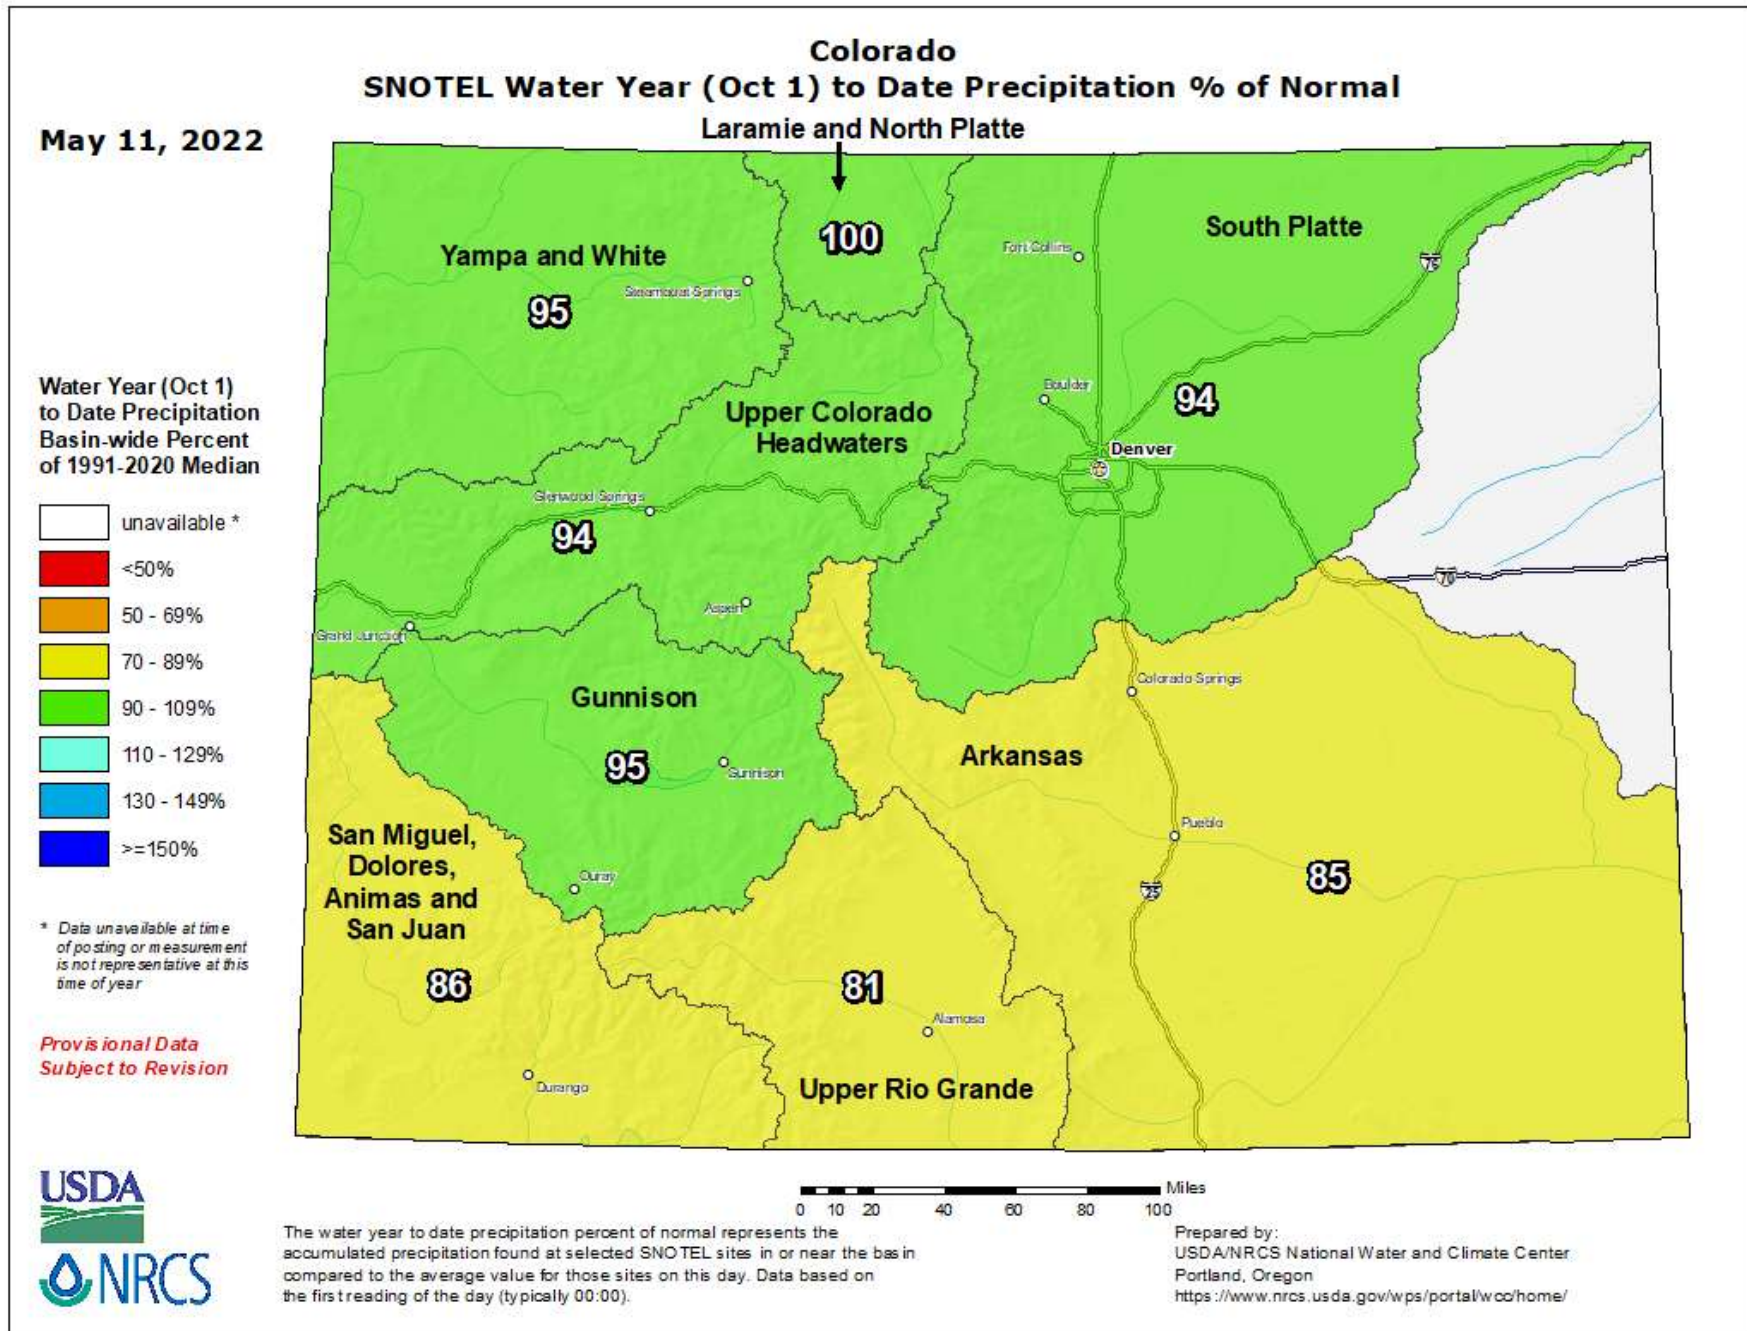 Colorado
SNOTEL Water Year (Oct 1) to Date Precipitation % of Normal
May 11, 2022
Laramie and North Platte
100
South Platte
Fort Collins
76
Yampa and White
Steamboat Springs
95
Water Year (Oct 1)
to Date Precipitation
Basin-wide Percent
of 1991-2020 Median
Boulder
94
Upper Colorado
Headwaters
Denver
Glenwood Springs
94
unavailable *
<50%
50 - 69%
70 - 89%
90 - 109%
110 - 129%
130 - 149%
>=150%
70
Aspen
Grand Junction
Colorado Springs
Gunnison
95
Gunnison
Arkansas
Pueblo
85
25
San Miguel,
Dolores,
Animas and
San Juan
86
Ouray
81
Alamosa
Upper Rio Grande
Durango
* Data unavailable at time
of posting or measurement
is not representative at this
time of year
Provisional Data
Subject to Revision
USDA
NRCS
Miles
0 10 20 40 60 80 100
The water year to date precipitation percent of normal represents the
accumulated precipitation found at selected SNOTEL sites in or near the basin
compared to the average value for those sites on this day. Data based on
the first reading of the day (typically 00:00).
Prepared by:
USDA/NRCS National Water and Climate Center
Portland, Oregon
https://www.nrcs.usda.gov/wps/portal/wcc/home/